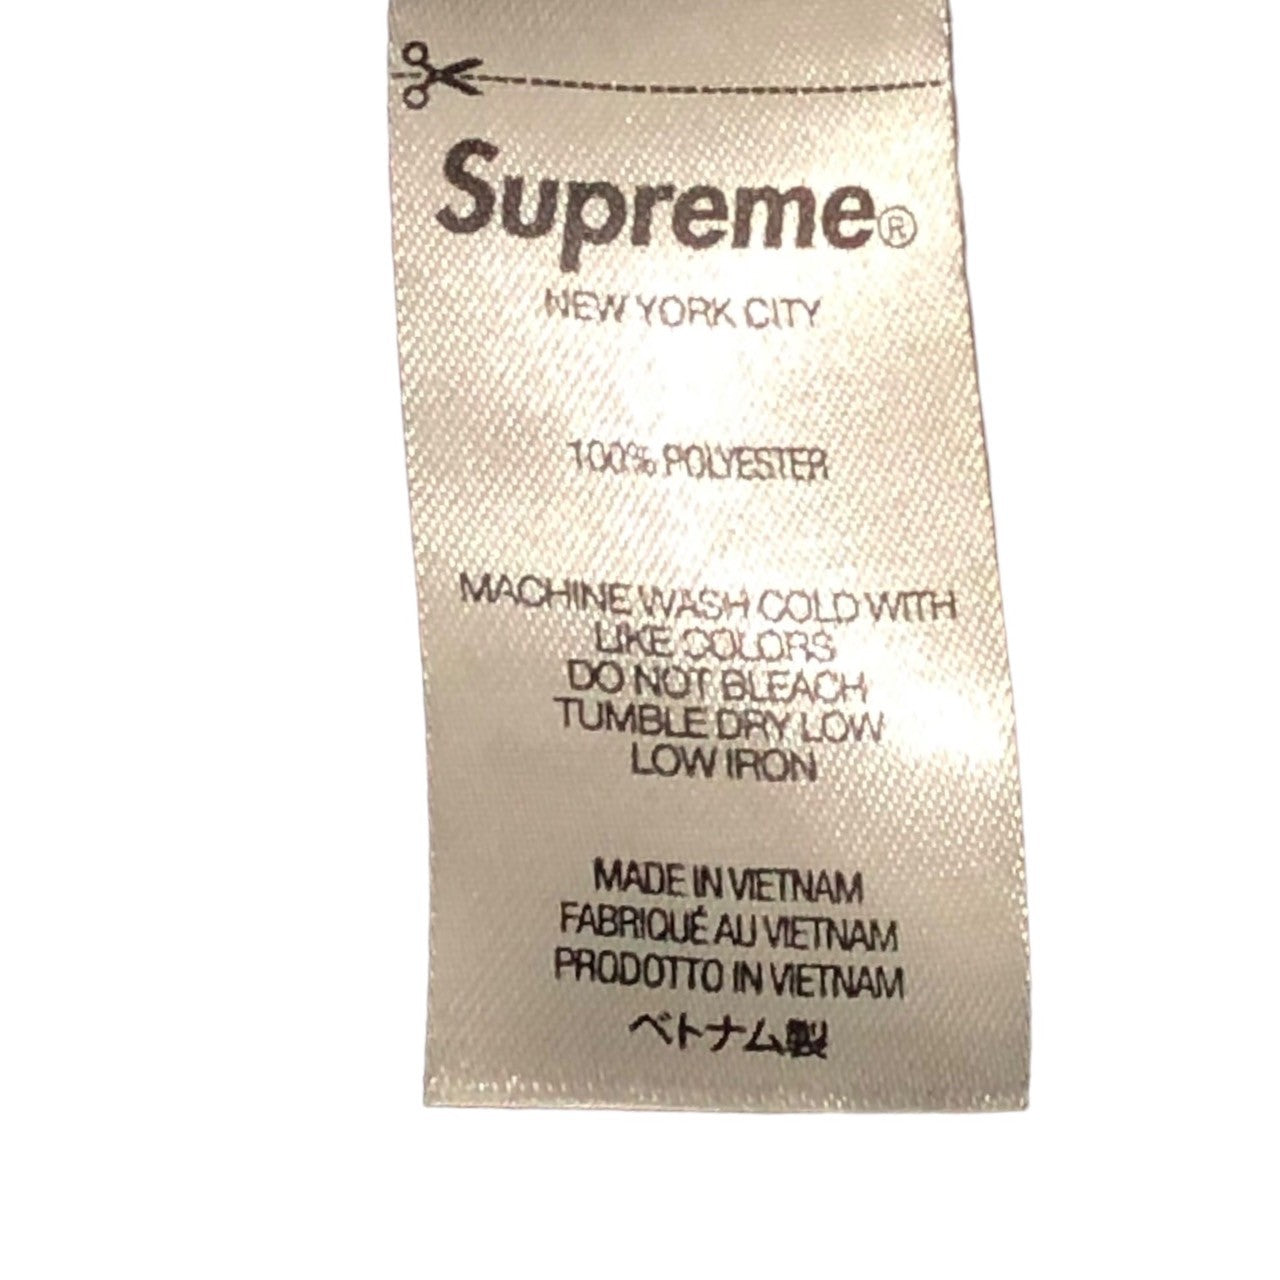 Supreme®
NEW YORK CITY
100% POLYESTER
MACHINE WASH COLD WITH
LIKE COLORS
DO NOT BLEACH
TUMBLE DRY LOW
LOW IRON
MADE IN VIETNAM
FABRIQUÉ AU VIETNAM
PRODOTTO IN VIETNAM
ベトナム製